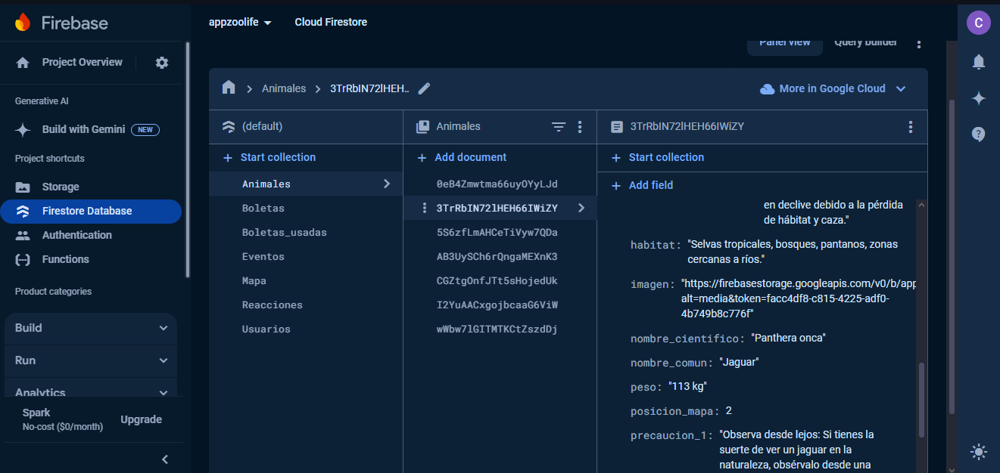 Firebase
appzoolife
Cloud Firestore
C
Project Overview
Panel view
Query builder
Generative AI
Build with Gemini NEW
Project shortcuts
Storage
Firestore Database
Authentication
Functions
Product categories
Build
Run
Analytics
Spark
No-cost ($0/month)
Upgrade
Animales
3TrRbIN72lHEH..
More in Google Cloud
(default)
Start collection
Animales
Boletas
Boletas_usadas
Eventos
Mapa
Reacciones
Usuarios
Animales
Add document
0eB4Zmwtma66uyOYyLJd
3TrRbIN72lHEH66IWiZY
5S6zfLmAHCeTiVyw7QDa
AB3UySCh6rQngaMEXnK3
CGZtgOnfJTt5sHojedUk
I2YuAACxgojbcaaG6ViW
wWbw7lGITMTKCtZszdDj
3TrRbIN72lHEH66IWiZY
Start collection
Add field
en declive debido a la pérdida
de hábitat y caza."
habitat: "Selvas tropicales, bosques, pantanos, zonas
cercanas a ríos."
imagen: "https://firebasestorage.googleapis.com/v0/b/app
alt=media&token=facc4df8-c815-4225-adf0-
4b749b8c776f"
nombre_cientifico: "Panthera onca"
nombre_comun: "Jaguar"
peso: "113 kg"
posicion_mapa: 2
precaucion_1: "Observa desde lejos: Si tienes la
suerte de ver un jaguar en la
naturaleza, obsérvalo desde una